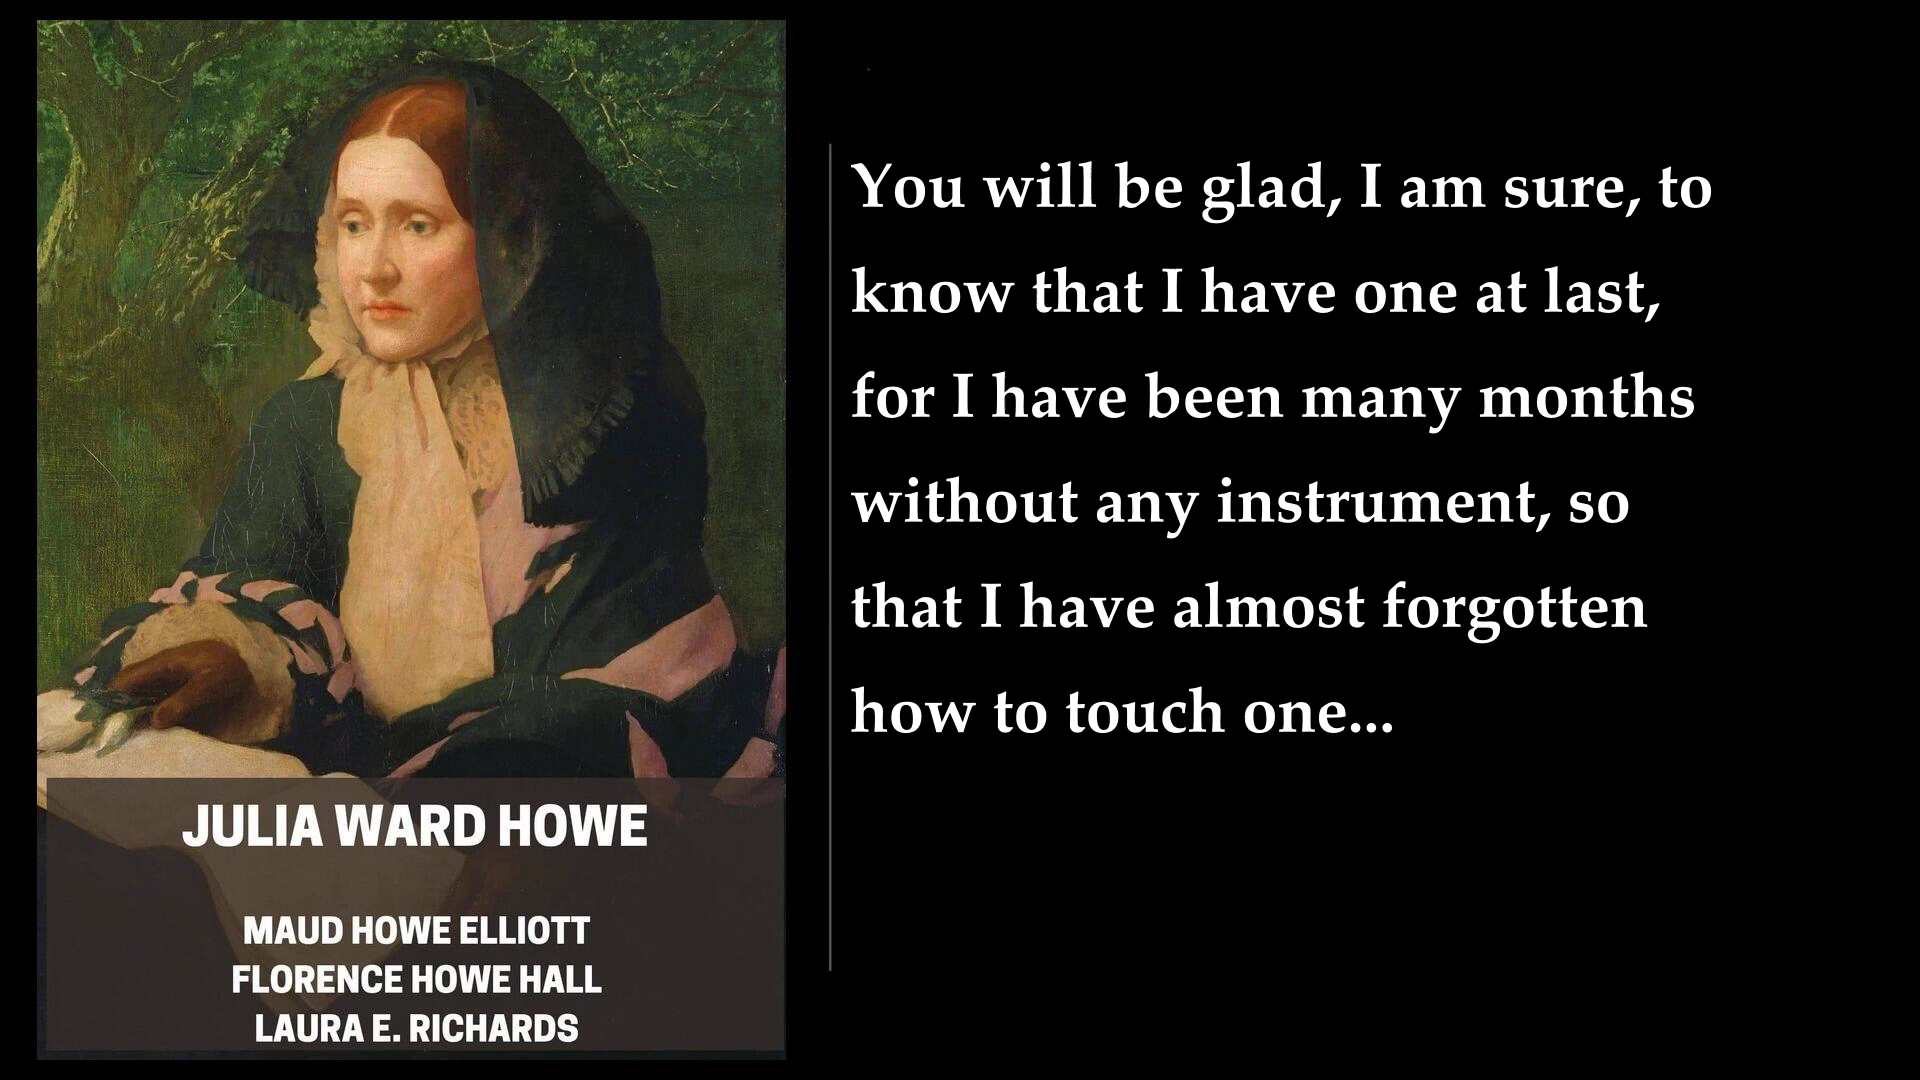 JULIA WARD HOWE
MAUD HOWE ELLIOTT
FLORENCE HOWE HALL
LAURA E. RICHARDS
You will be glad, I am sure, to
know that I have one at last,
for I have been many months
without any instrument, so
that I have almost forgotten
how to touch one...